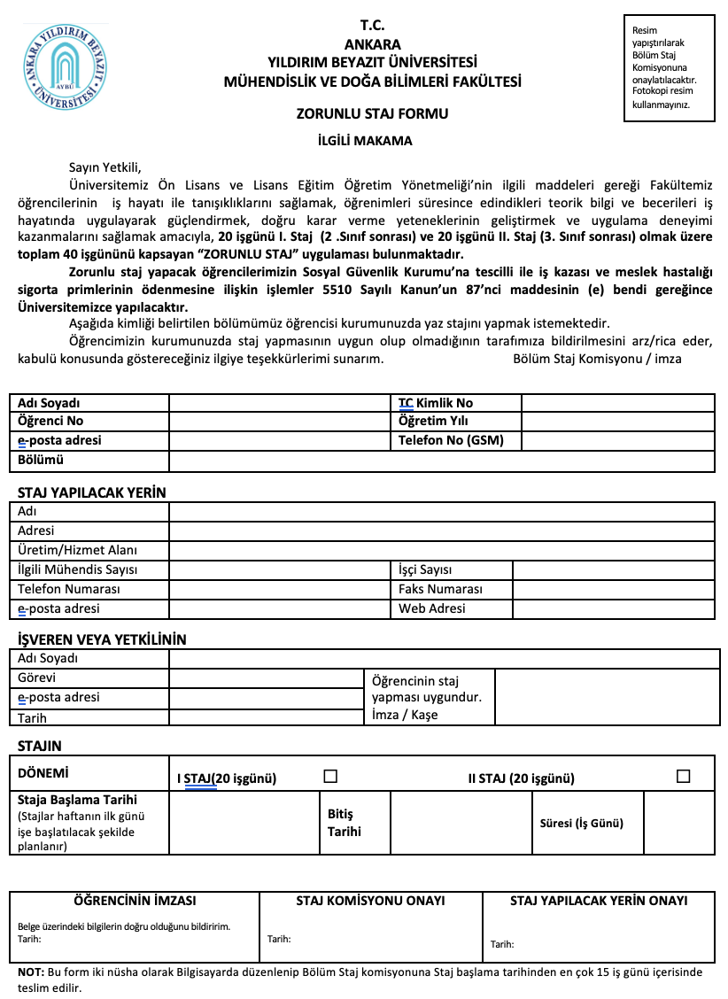 ANKARA YILDIRIM BEYAZIT ÜNİVERSİTESİ
AYBÜ
T.C.
ANKARA
YILDIRIM BEYAZIT ÜNİVERSİTESİ
MÜHENDİSLİK VE DOĞA BİLİMLERİ FAKÜLTESİ
Resim
yapıştırılarak
Bölüm Staj
Komisyonuna
onaylatılacaktır.
Fotokopi resim
kullanmayınız.
ZORUNLU STAJ FORMU
İLGİLİ MAKAMA
Sayın Yetkili,
Üniversitemiz Ön Lisans ve Lisans Eğitim Öğretim Yönetmeliği’nin ilgili maddeleri gereği Fakültemiz
öğrencilerinin iş hayatı ile tanışıklıklarını sağlamak, öğrenimleri süresince edindikleri teorik bilgi ve becerileri iş
hayatında uygulayarak güçlendirmek, doğru karar verme yeteneklerinin geliştirmek ve uygulama deneyimi
kazanmalarını sağlamak amacıyla, 20 işgünü I. Staj (2 .Sınıf sonrası) ve 20 işgünü II. Staj (3. Sınıf sonrası) olmak üzere
toplam 40 işgününü kapsayan “ZORUNLU STAJ” uygulaması bulunmaktadır.
Zorunlu staj yapacak öğrencilerimizin Sosyal Güvenlik Kurumu’na tescilli ile iş kazası ve meslek hastalığı
sigorta primlerinin ödenmesine ilişkin işlemler 5510 Sayılı Kanun’un 87’nci maddesinin (e) bendi gereğince
Üniversitemizce yapılacaktır.
Aşağıda kimliği belirtilen bölümümüz öğrencisi kurumunuzda yaz stajını yapmak istemektedir.
Öğrencimizin kurumunuzda staj yapmasının uygun olup olmadığının tarafımıza bildirilmesini arz/rica eder,
kabulü konusunda göstereceğiniz ilgiye teşekkürlerimi sunarım. Bölüm Staj Komisyonu / imza
Adı Soyadı TC Kimlik No
Öğrenci No Öğretim Yılı
e-posta adresi Telefon No (GSM)
Bölümü
STAJ YAPILACAK YERİN
Adı
Adresi
Üretim/Hizmet Alanı
İlgili Mühendis Sayısı İşçi Sayısı
Telefon Numarası Faks Numarası
e-posta adresi Web Adresi
İŞVEREN VEYA YETKİLİNİN
Adı Soyadı
Görevi
e-posta adresi
Tarih
Öğrencinin staj
yapması uygundur.
İmza / Kaşe
STAJIN
DÖNEMİ I STAJ(20 işgünü) ☐ II STAJ (20 işgünü) ☐
Staja Başlama Tarihi
(Stajlar haftanın ilk günü
işe başlatılacak şekilde
planlanır)
Bitiş
Tarihi
Süresi (İş Günü)
ÖĞRENCİNİN İMZASI
Belge üzerindeki bilgilerin doğru olduğunu bildiririm.
Tarih:
STAJ KOMİSYONU ONAYI
Tarih:
STAJ YAPILACAK YERİN ONAYI
Tarih:
NOT: Bu form iki nüsha olarak Bilgisayarda düzenlenip Bölüm Staj komisyonuna Staj başlama tarihinden en çok 15 iş günü içerisinde
teslim edilir.